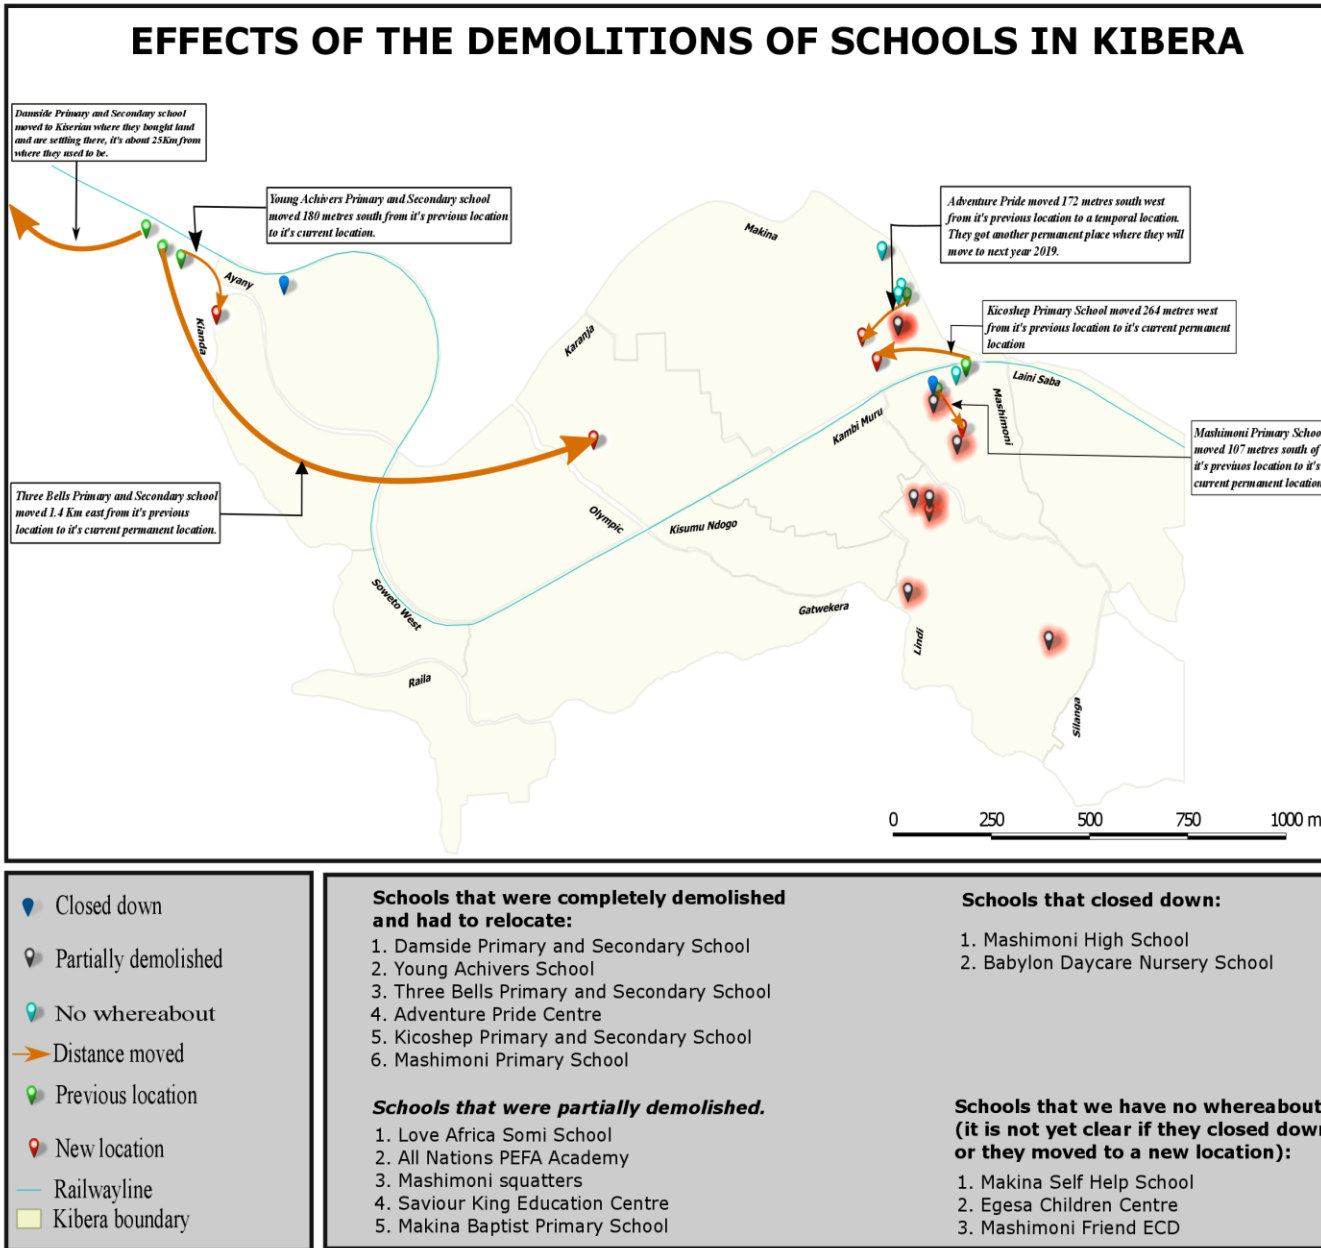 EFFECTS OF THE DEMOLITIONS OF SCHOOLS IN KIBERA
Damside Primary and Secondary school
moved to Kiserian where they bought land
and are settling there, it's about 25Km from
where they used to be.
Young Achivers Primary and Secondary school
moved 180 metres south from it's previous location
to it's current location.
Adventure Pride moved 172 metres south west
from it's previous location to a temporal location.
They got another permanent place where they will
move to next year 2019.
Kicoshep Primary School moved 264 metres west
from it's previous location to it's current permanent
location
Mashimoni Primary Schoo
moved 107 metres south of
it's previuos location to it's
current permanent location
Three Bells Primary and Secondary school
moved 1.4 Km east from it's previous
location to it's current permanent location.
Makina
Ayany
Kianda
Karanja
Laini Saba
Mashimoni
Kambi Muru
Olympic
Kisumu Ndogo
Soweto West
Gatwekera
Lindi
Raila
Silanga
0 250 500 750 1000 m
Closed down
Partially demolished
No whereabout
Distance moved
Previous location
New location
Railwayline
Kibera boundary
Schools that were completely demolished
and had to relocate:
1. Damside Primary and Secondary School
2. Young Achivers School
3. Three Bells Primary and Secondary School
4. Adventure Pride Centre
5. Kicoshep Primary and Secondary School
6. Mashimoni Primary School
Schools that were partially demolished.
1. Love Africa Somi School
2. All Nations PEFA Academy
3. Mashimoni squatters
4. Saviour King Education Centre
5. Makina Baptist Primary School
Schools that closed down:
1. Mashimoni High School
2. Babylon Daycare Nursery School
Schools that we have no whereabout
(it is not yet clear if they closed down
or they moved to a new location):
1. Makina Self Help School
2. Egesa Children Centre
3. Mashimoni Friend ECD